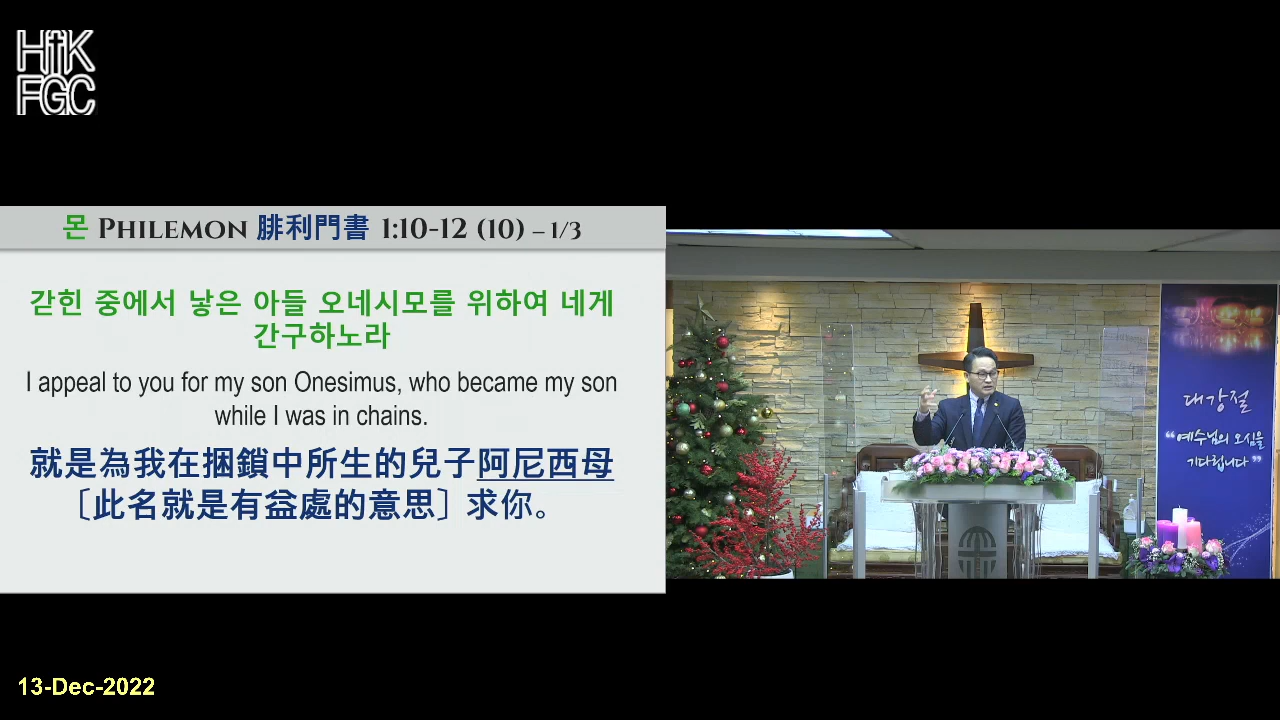 HfK
FGC
몬 PHILEMON 腓利門書 1:10-12 (10) – 1/3
갇힌 중에서 낳은 아들 오네시모를 위하여 네게
간구하노라
I appeal to you for my son Onesimus, who became my son
while I was in chains.
就是為我在捆鎖中所生的兒子阿尼西母
〔此名就是有益處的意思〕求你。
대강절
“예수님의 오심을
기다립니다”
13-Dec-2022